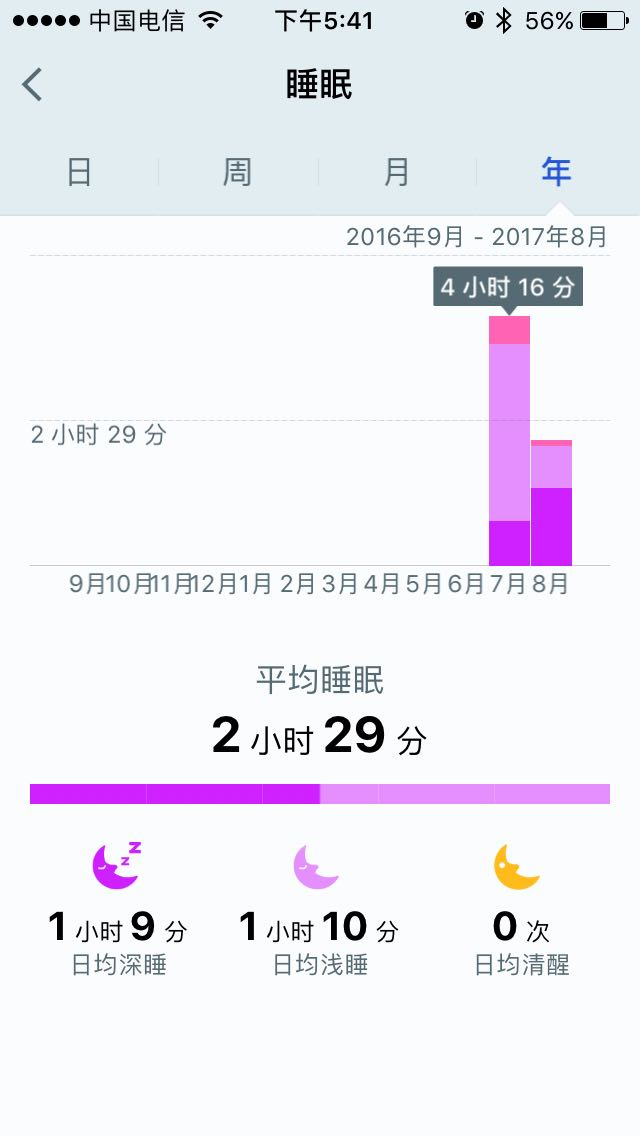 中国电信 下午5:41 56%
睡眠
日 周 月 年
2016年9月 - 2017年8月
4 小时 16 分
2 小时 29 分
9月10月11月12月1月 2月3月4月5月6月7月8月
平均睡眠
2 小时 29 分
z z
1 小时 9 分 1 小时 10 分 0 次
日均深睡 日均浅睡 日均清醒